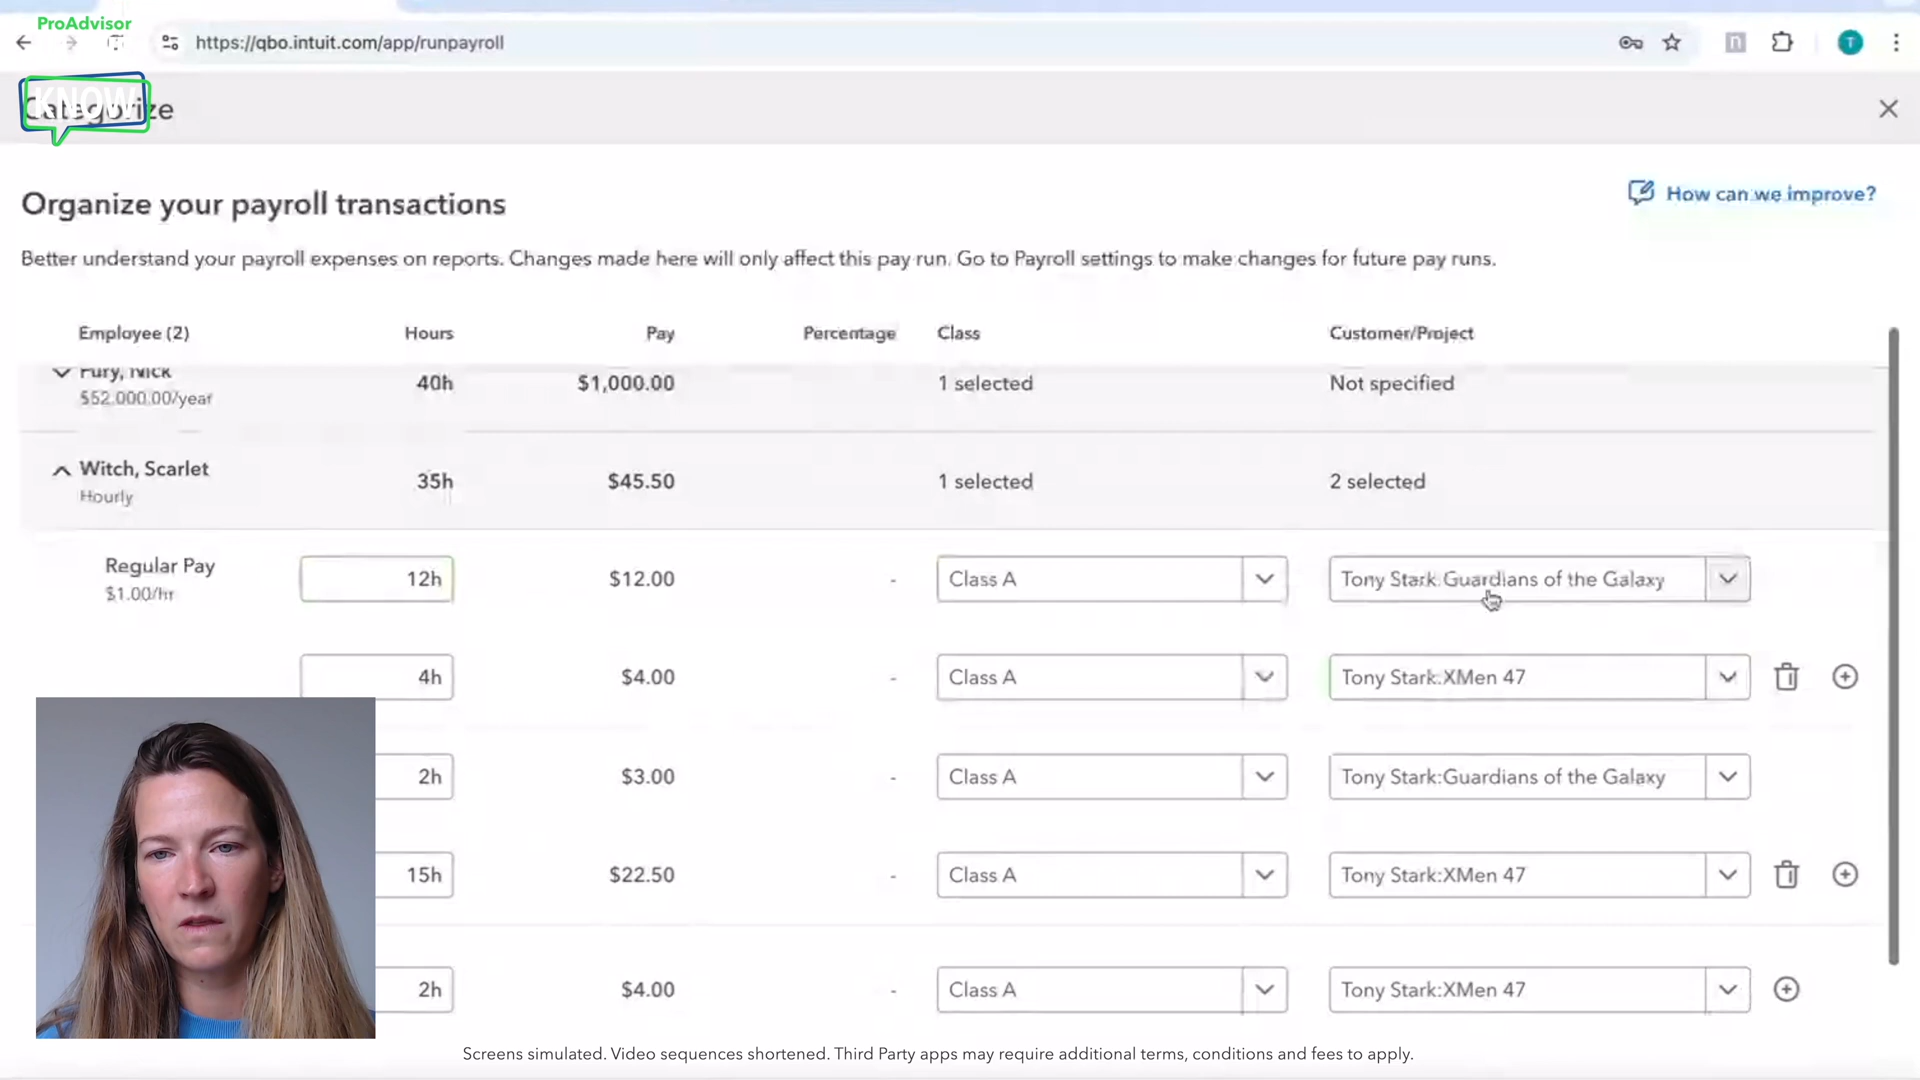 ProAdvisor
https://qbo.intuit.com/app/runpayroll
T
KNOW
Categorize
Organize your payroll transactions
How can we improve?
Better understand your payroll expenses on reports. Changes made here will only affect this pay run. Go to Payroll settings to make changes for future pay runs.
Employee (2) Hours Pay Percentage Class Customer/Project
Fury, Nick 40h $1,000.00 1 selected Not specified
$52,000.00/year
Witch, Scarlet 35h $45.50 1 selected 2 selected
Hourly
Regular Pay 12h $12.00 - Class A Tony Stark:Guardians of the Galaxy
$1.00/hr
4h $4.00 - Class A Tony Stark:XMen 47
2h $3.00 - Class A Tony Stark:Guardians of the Galaxy
15h $22.50 - Class A Tony Stark:XMen 47
2h $4.00 - Class A Tony Stark:XMen 47
Screens simulated. Video sequences shortened. Third Party apps may require additional terms, conditions and fees to apply.